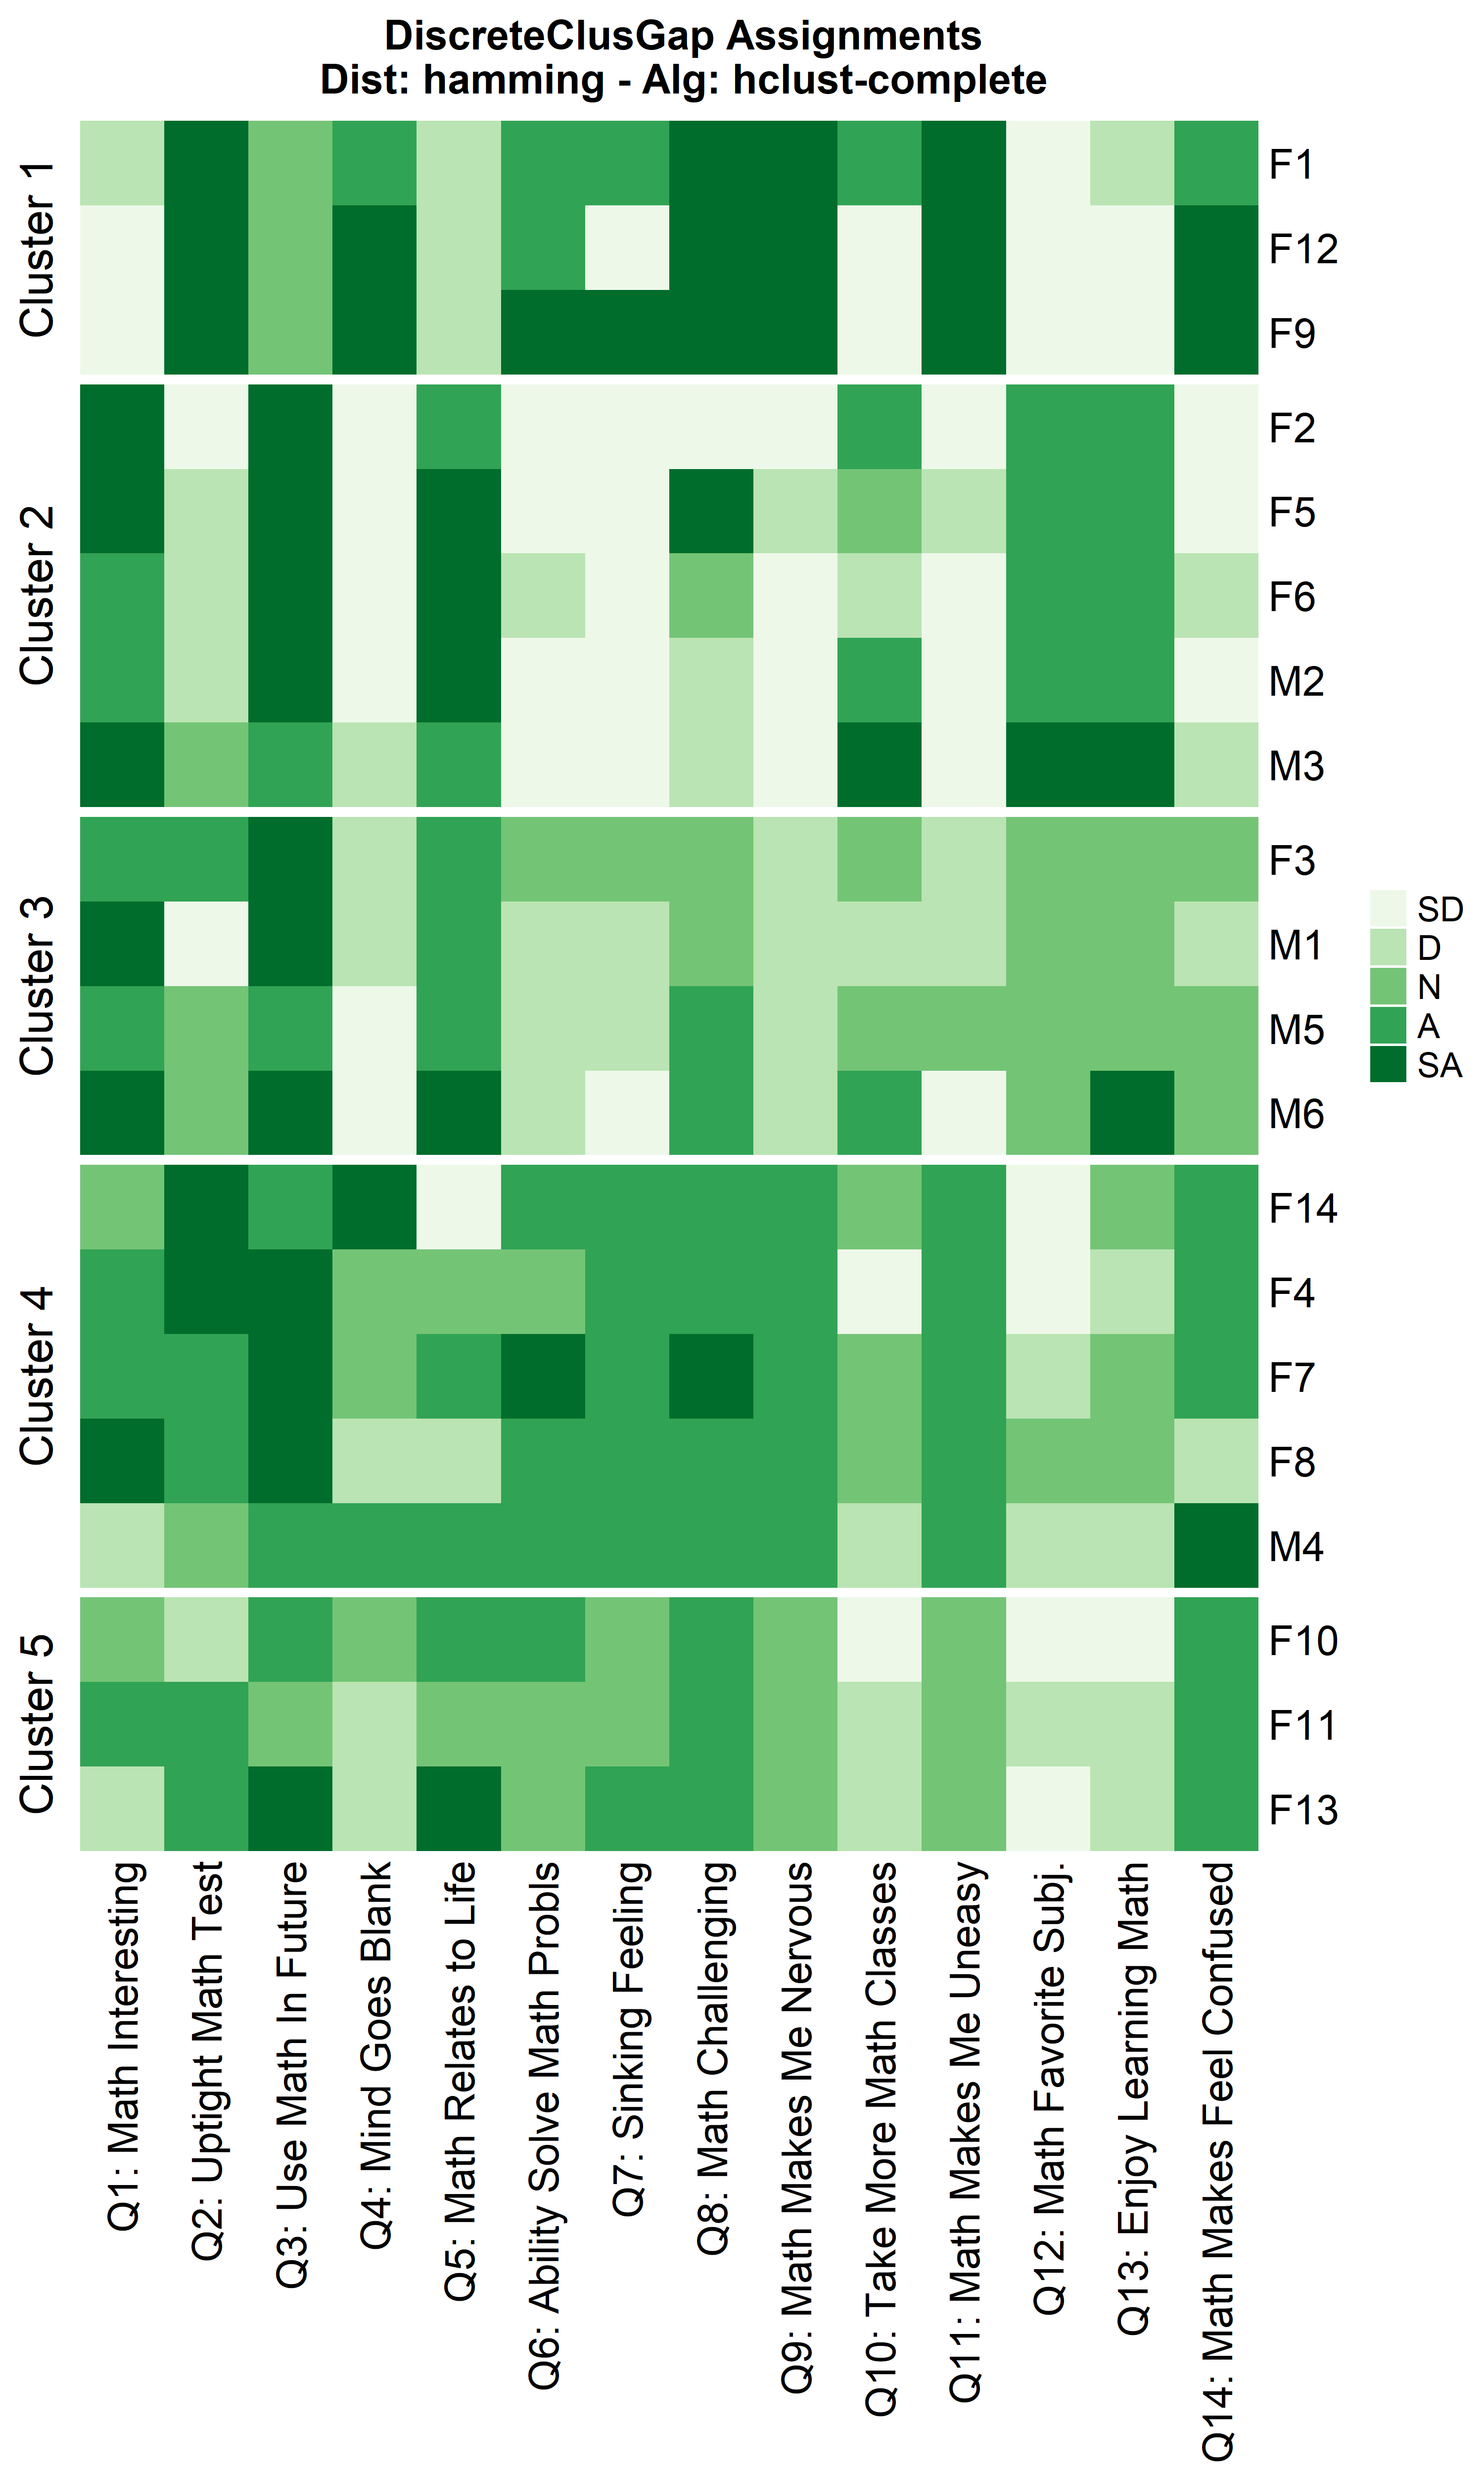 DiscreteClusGap Assignments
Dist: hamming - Alg: hclust-complete
Cluster 1
F1
F12
F9
Cluster 2
F2
F5
F6
M2
M3
Cluster 3
F3
M1
M5
M6
Cluster 4
F14
F4
F7
F8
M4
Cluster 5
F10
F11
F13
SD
D
N
A
SA
Q1: Math Interesting
Q2: Uptight Math Test
Q3: Use Math In Future
Q4: Mind Goes Blank
Q5: Math Relates to Life
Q6: Ability Solve Math Probls
Q7: Sinking Feeling
Q8: Math Challenging
Q9: Math Makes Me Nervous
Q10: Take More Math Classes
Q11: Math Makes Me Uneasy
Q12: Math Favorite Subj.
Q13: Enjoy Learning Math
Q14: Math Makes Feel Confused